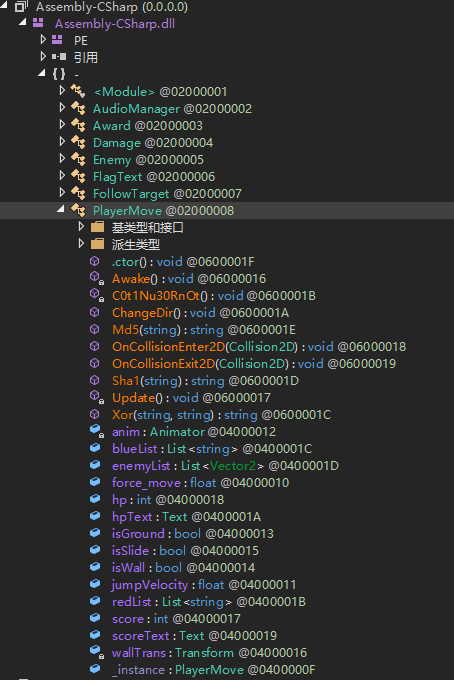 Assembly-CSharp (0.0.0.0)
Assembly-CSharp.dll
PE
引用
{ } -
<Module> @02000001
AudioManager @02000002
Award @02000003
Damage @02000004
Enemy @02000005
FlagText @02000006
FollowTarget @02000007
PlayerMove @02000008
基类型和接口
派生类型
.ctor() : void @0600001F
Awake() : void @06000016
C0t1Nu30RnOt() : void @0600001B
ChangeDir() : void @0600001A
Md5(string) : string @0600001E
OnCollisionEnter2D(Collision2D) : void @06000018
OnCollisionExit2D(Collision2D) : void @06000019
Sha1(string) : string @0600001D
Update() : void @06000017
Xor(string, string) : string @0600001C
anim : Animator @04000012
blueList : List<string> @0400001C
enemyList : List<Vector2> @0400001D
force_move : float @04000010
hp : int @04000018
hpText : Text @0400001A
isGround : bool @04000013
isSlide : bool @04000015
isWall : bool @04000014
jumpVelocity : float @04000011
redList : List<string> @0400001B
score : int @04000017
scoreText : Text @04000019
wallTrans : Transform @04000016
_instance : PlayerMove @0400000F